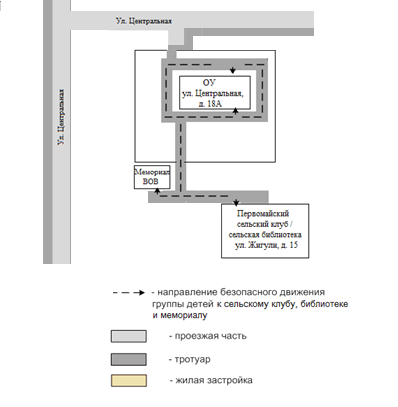 Ул. Центральная
Ул. Центральная
ОУ
ул. Центральная,
д. 18А
Мемориал
ВОВ
Первомайский
сельский клуб /
сельская библиотека
ул. Жигули, д. 15
- направление безопасного движения
группы детей к сельскому клубу, библиотеке
и мемориалу
- проезжая часть
- тротуар
- жилая застройка